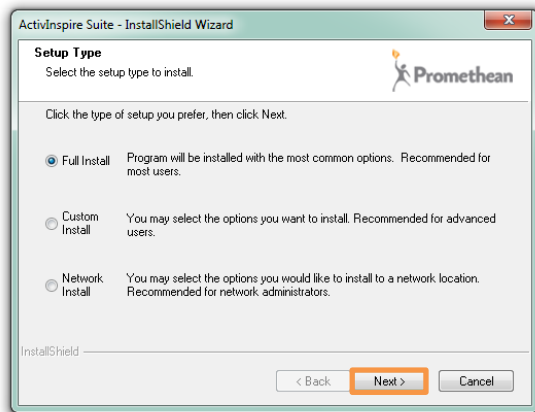 ActivInspire Suite - InstallShield Wizard
Setup Type
Select the setup type to install.
Promethean
Click the type of setup you prefer, then click Next.
Full Install
Program will be installed with the most common options. Recommended for
most users.
Custom
Install
You may select the options you want to install. Recommended for advanced
users.
Network
Install
You may select the options you would like to install to a network location.
Recommended for network administrators.
InstallShield
< Back
Next >
Cancel